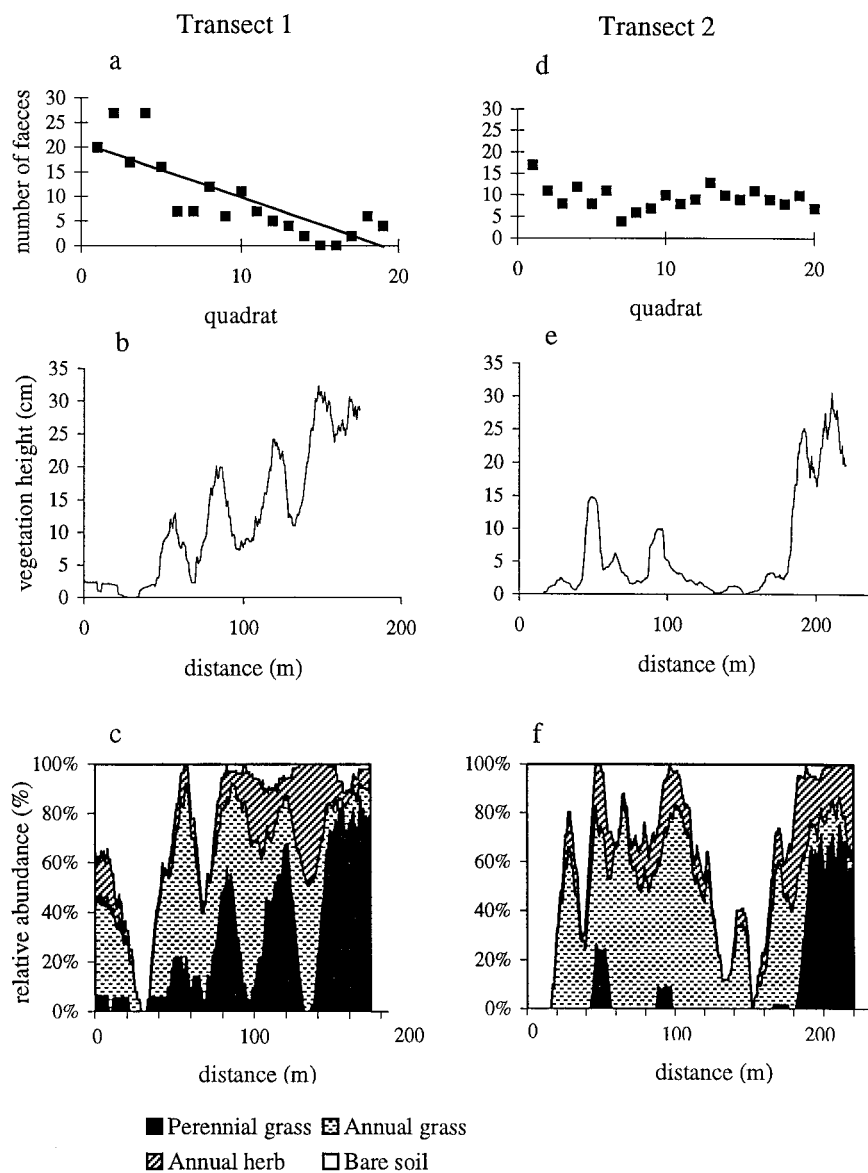 Transect 1
Transect 2
a
number of faeces
30
25
20
15
10
5
0
0
10
20
quadrat
d
30
25
20
15
10
5
0
0
10
20
quadrat
b
vegetation height (cm)
35
30
25
20
15
10
5
0
0
100
200
distance (m)
e
35
30
25
20
15
10
5
0
0
100
200
distance (m)
c
relative abundance (%)
100%
80%
60%
40%
20%
0%
0
100
200
distance (m)
f
100%
80%
60%
40%
20%
0%
0
100
200
distance (m)
Perennial grass
Annual grass
Annual herb
Bare soil